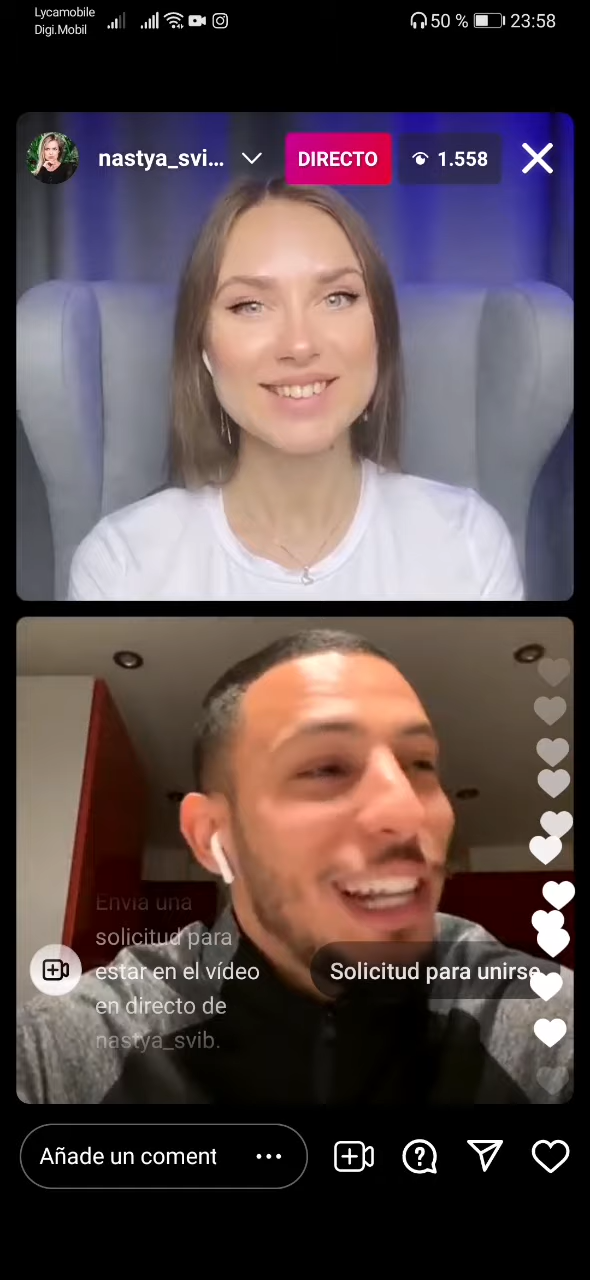 Lycamobile
Digi.Mobil
50 % 23:58
nastya_svi... DIRECTO 1.558
Envía una
solicitud para
estar en el vídeo
en directo de
nastya_svib.
Solicitud para unirse
Añade un coment